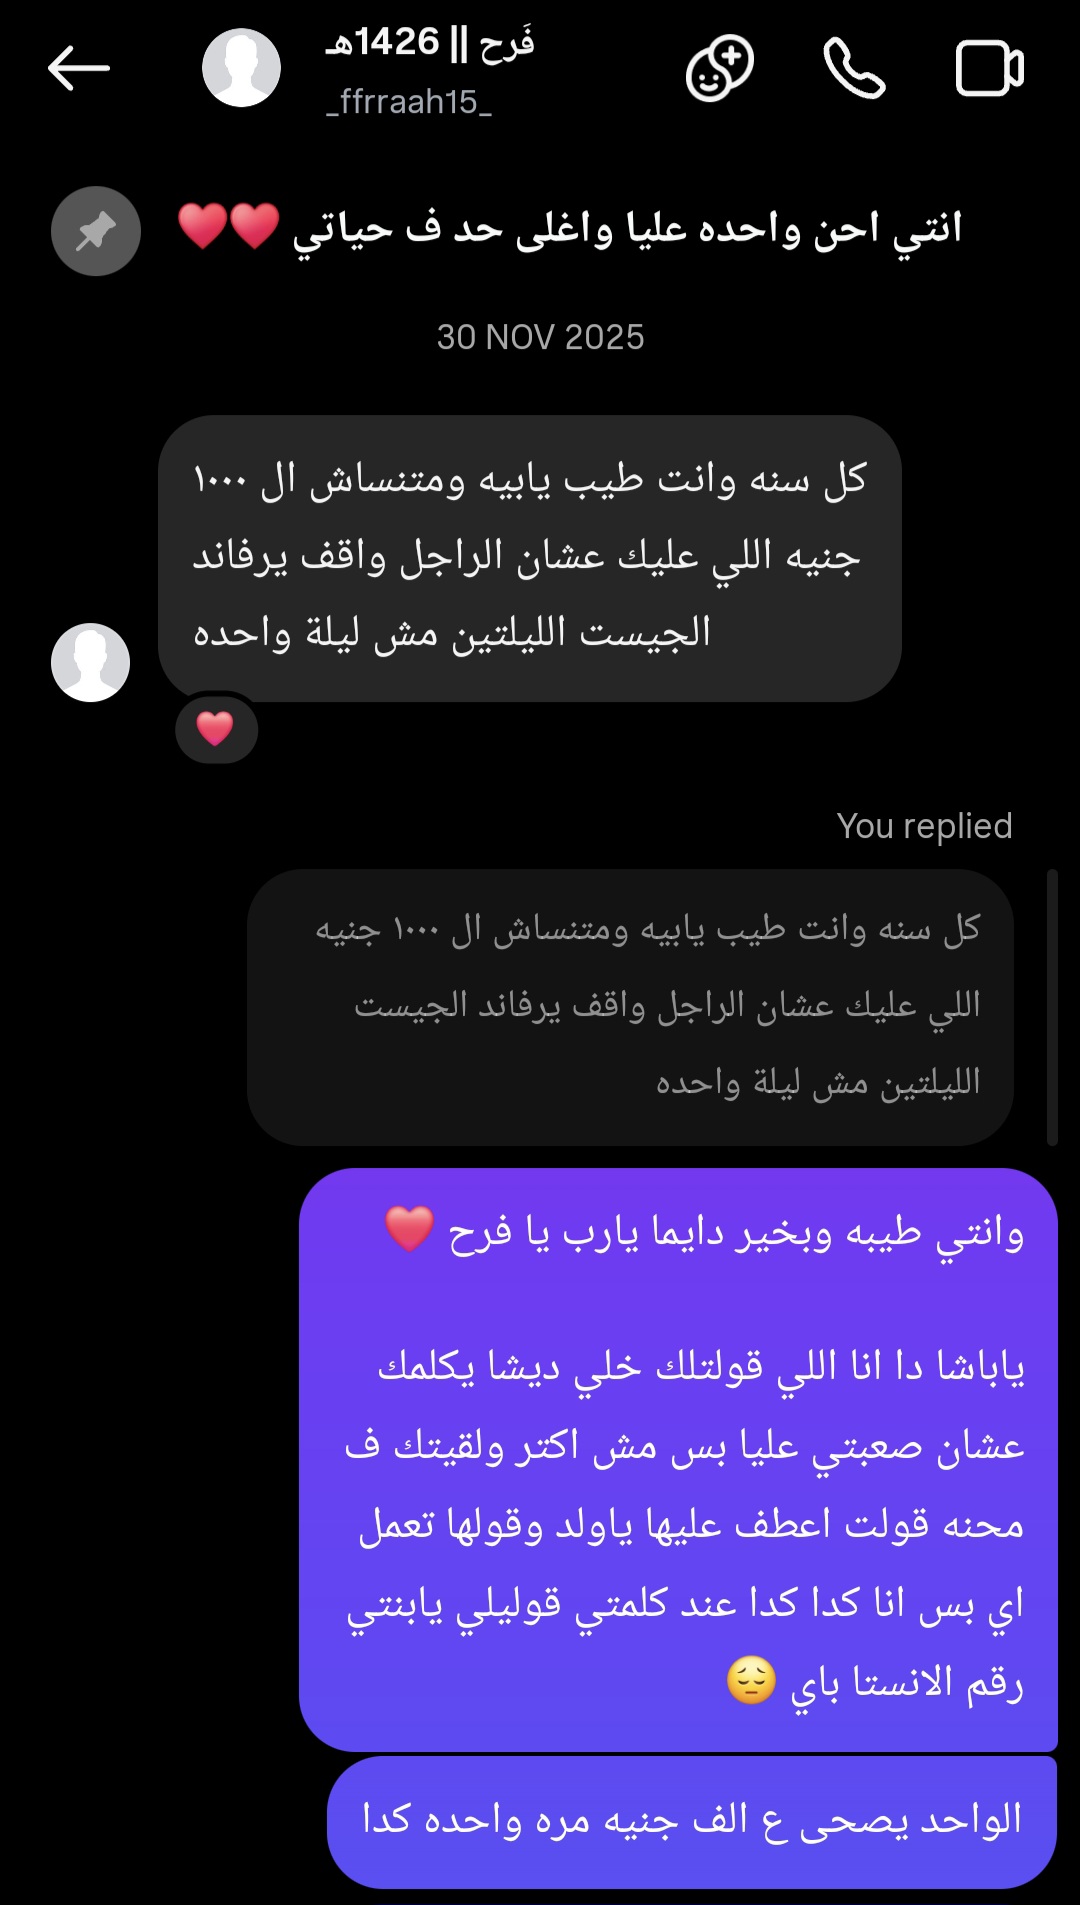 فَرح || 1426هـ
_ffrraah15_
انتي احن واحده عليا واغلى حد ف حياتي ❤️❤️
30 NOV 2025
كل سنه وانت طيب يابيه ومتنساش ال ١٠٠٠
جنيه اللي عليك عشان الراجل واقف يرفاند
الجيست الليلتين مش ليلة واحده
❤️
You replied
كل سنه وانت طيب يابيه ومتنساش ال ١٠٠٠ جنيه
اللي عليك عشان الراجل واقف يرفاند الجيست
الليلتين مش ليلة واحده
وانتي طيبه وبخير دايما يارب يا فرح ❤️
ياباشا دا انا اللي قولتلك خلي ديشا يكلمك
عشان صعبتي عليا بس مش اكتر ولقيتك ف
محنه قولت اعطف عليها ياولد وقولها تعمل
اي بس انا كدا كدا عند كلمتي قوليلي يابنتي
رقم الانستا باي 😔
الواحد يصحى ع الف جنيه مره واحده كدا